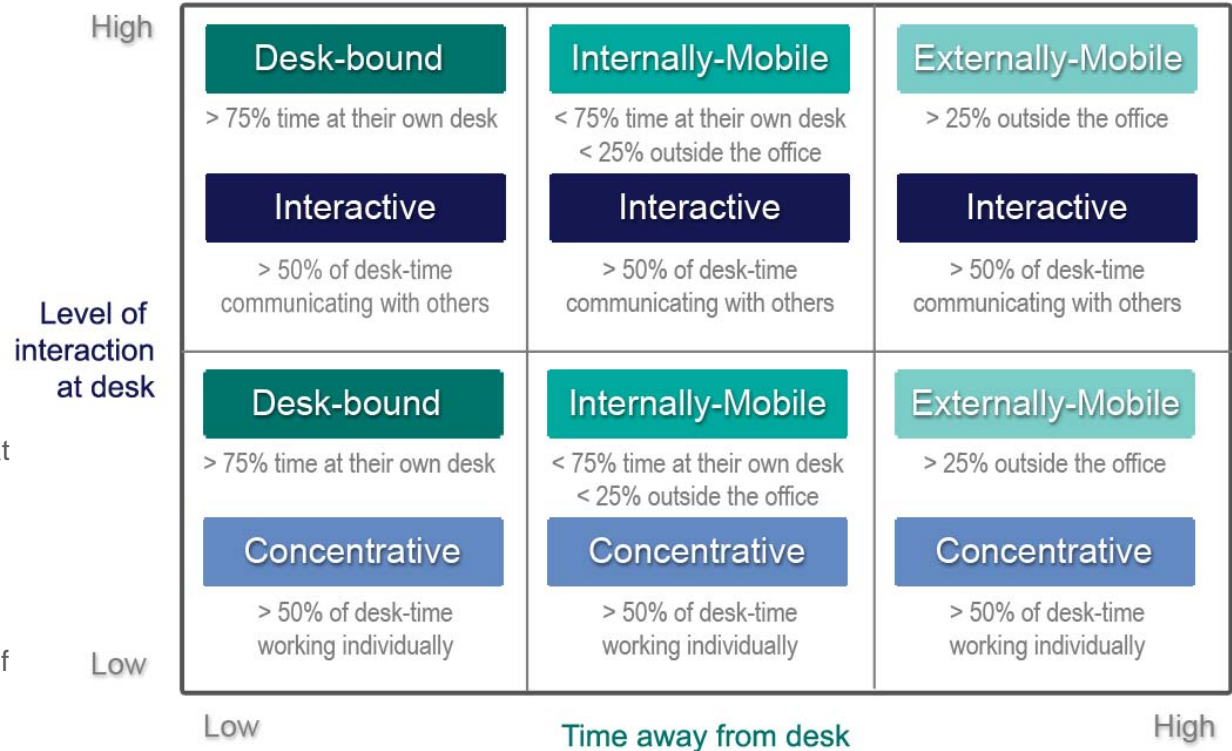 High
Desk-bound
> 75% time at their own desk
Interactive
> 50% of desk-time
communicating with others
Internally-Mobile
< 75% time at their own desk
< 25% outside the office
Interactive
> 50% of desk-time
communicating with others
Externally-Mobile
> 25% outside the office
Interactive
> 50% of desk-time
communicating with others
Level of
interaction
at desk
Desk-bound
> 75% time at their own desk
Concentrative
> 50% of desk-time
working individually
Internally-Mobile
< 75% time at their own desk
< 25% outside the office
Concentrative
> 50% of desk-time
working individually
Externally-Mobile
> 25% outside the office
Concentrative
> 50% of desk-time
working individually
Low
Low
Time away from desk
High